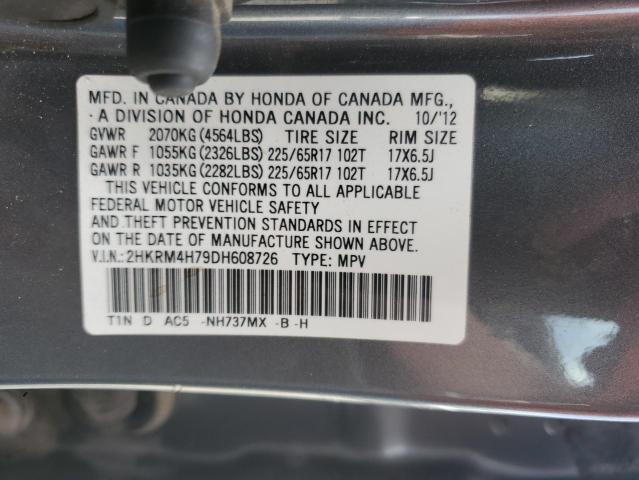 MFD. IN CANADA BY HONDA OF CANADA MFG.,
· A DIVISION OF HONDA CANADA INC. 10/'12
GVWR 2070KG(4564LBS) TIRE SIZE RIM SIZE
GAWR F 1055KG(2326LBS) 225/65R17 102T 17X6.5J
GAWR R 1035KG(2282LBS) 225/65R17 102T 17X6.5J
THIS VEHICLE CONFORMS TO ALL APPLICABLE
FEDERAL MOTOR VEHICLE SAFETY
AND THEFT PREVENTION STANDARDS IN EFFECT
ON THE DATE OF MANUFACTURE SHOWN ABOVE.
V.I.N.: 2HKRM4H79DH608726 TYPE: MPV
T1N D AC5 -NH737MX -B -H